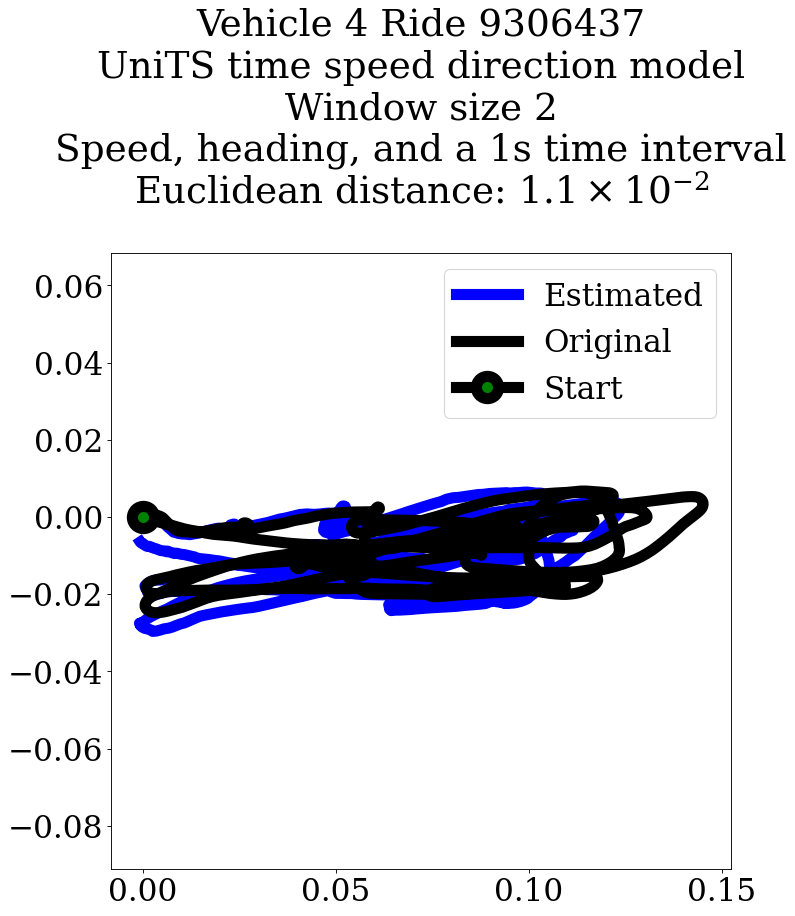 Vehicle 4 Ride 9306437
UniTS time speed direction model
Window size 2
Speed, heading, and a 1s time interval
Euclidean distance: 1.1 × 10⁻²
Estimated
Original
Start
0.06
0.04
0.02
0.00
−0.02
−0.04
−0.06
−0.08
0.00 0.05 0.10 0.15